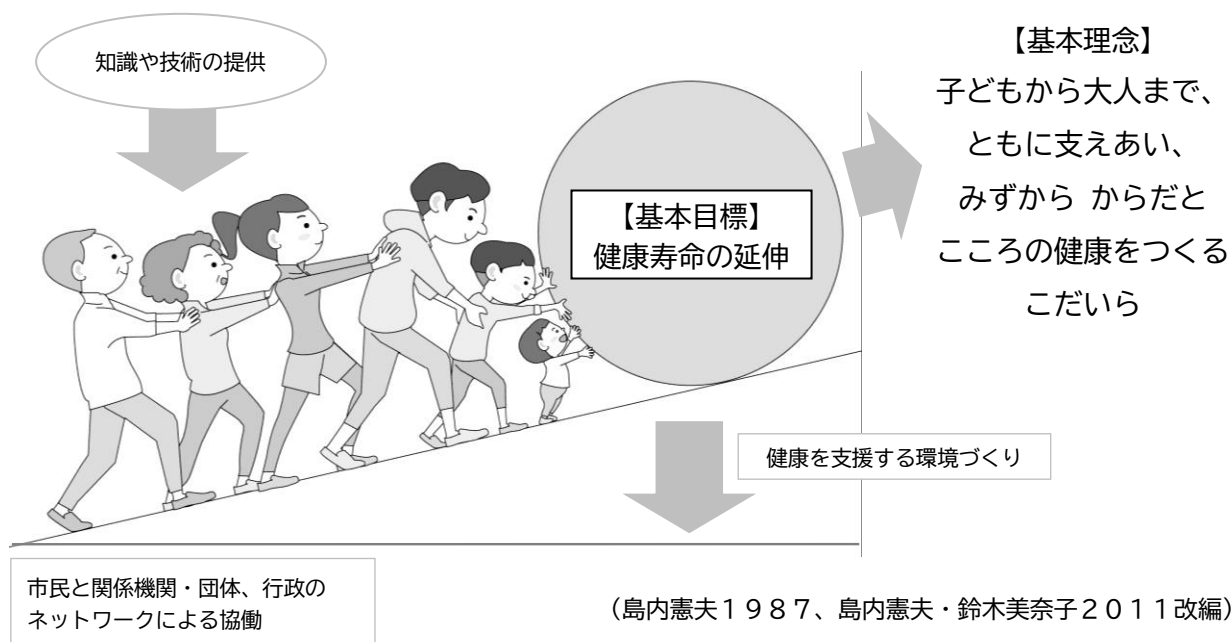 知識や技術の提供
【基本理念】
子どもから大人まで、
ともに支えあい、
みずから からだと
こころの健康をつくる
こだいら
【基本目標】
健康寿命の延伸
健康を支援する環境づくり
市民と関係機関・団体、行政の
ネットワークによる協働
（島内憲夫１９８７、島内憲夫・鈴木美奈子２０１１改編）